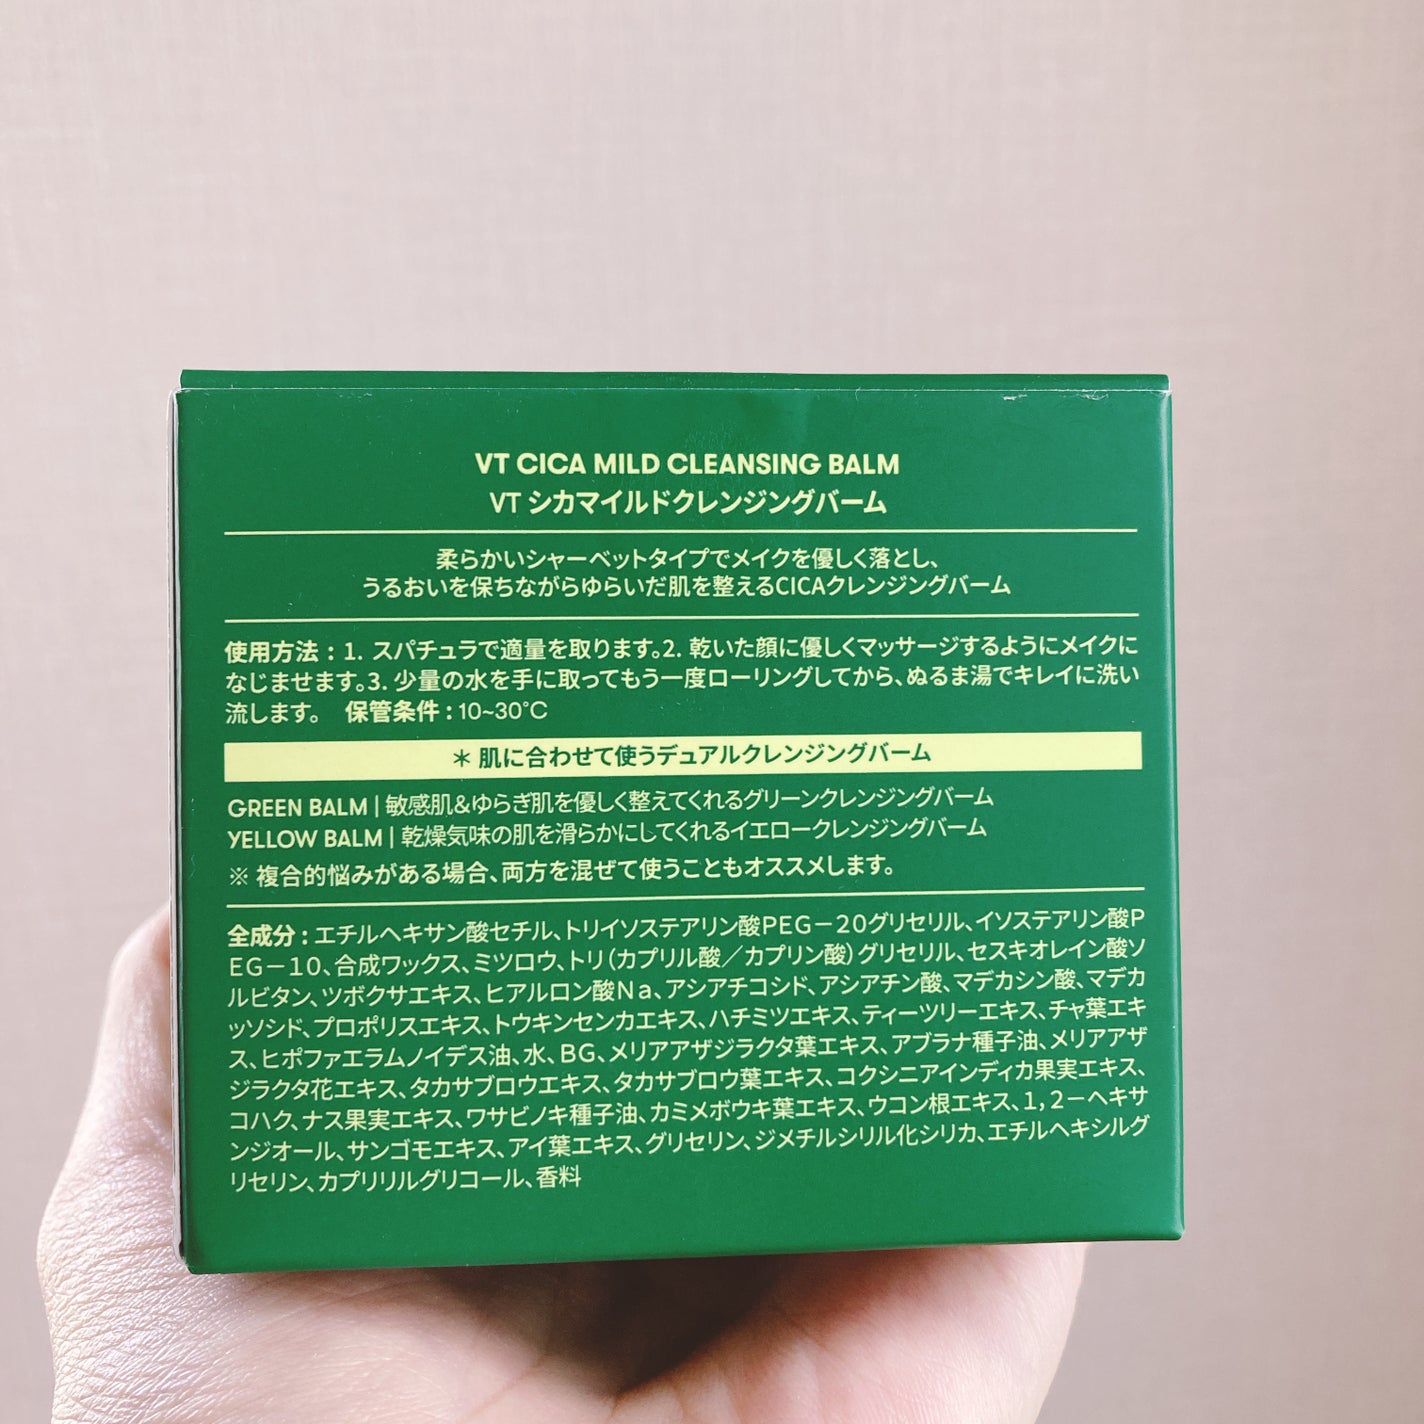 VT CICA MILD CLEANSING BALM
VT シカマイルドクレンジングバーム
柔らかいシャーベットタイプでメイクを優しく落とし、
うるおいを保ちながらゆらいだ肌を整えるCICAクレンジングバーム
使用方法 : 1. スパチュラで適量を取ります。2. 乾いた顔に優しくマッサージするようにメイクに
なじませます。3. 少量の水を手に取ってもう一度ローリングしてから、ぬるま湯でキレイに洗い
流します。 保管条件 : 10~30°C
＊ 肌に合わせて使うデュアルクレンジングバーム
GREEN BALM | 敏感肌&ゆらぎ肌を優しく整えてくれるグリーンクレンジングバーム
YELLOW BALM | 乾燥気味の肌を滑らかにしてくれるイエロークレンジングバーム
※ 複合的悩みがある場合、両方を混ぜて使うこともオススメします。
全成分 : エチルヘキサン酸セチル、トリイソステアリン酸PEG－20グリセリル、イソステアリン酸P
EG－10、合成ワックス、ミツロウ、トリ（カプリル酸／カプリン酸）グリセリル、セスキオレイン酸ソ
ルビタン、ツボクサエキス、ヒアルロン酸Na、アシアチコシド、アシアチン酸、マデカシン酸、マデカ
ッソシド、プロポリスエキス、トウキンセンカエキス、ハチミツエキス、ティーツリーエキス、チャ葉エキ
ス、ヒポファエラムノイデス油、水、BG、メリアアザジラクタ葉エキス、アブラナ種子油、メリアアザ
ジラクタ花エキス、タカサブロウエキス、タカサブロウ葉エキス、コクシニアインディカ果実エキス、
コハク、ナス果実エキス、ワサビノキ種子油、カミメボウキ葉エキス、ウコン根エキス、1, 2－ヘキサ
ンジオール、サンゴモエキス、アイ葉エキス、グリセリン、ジメチルシリル化シリカ、エチルヘキシルグ
リセリン、カプリリルグリコール、香料